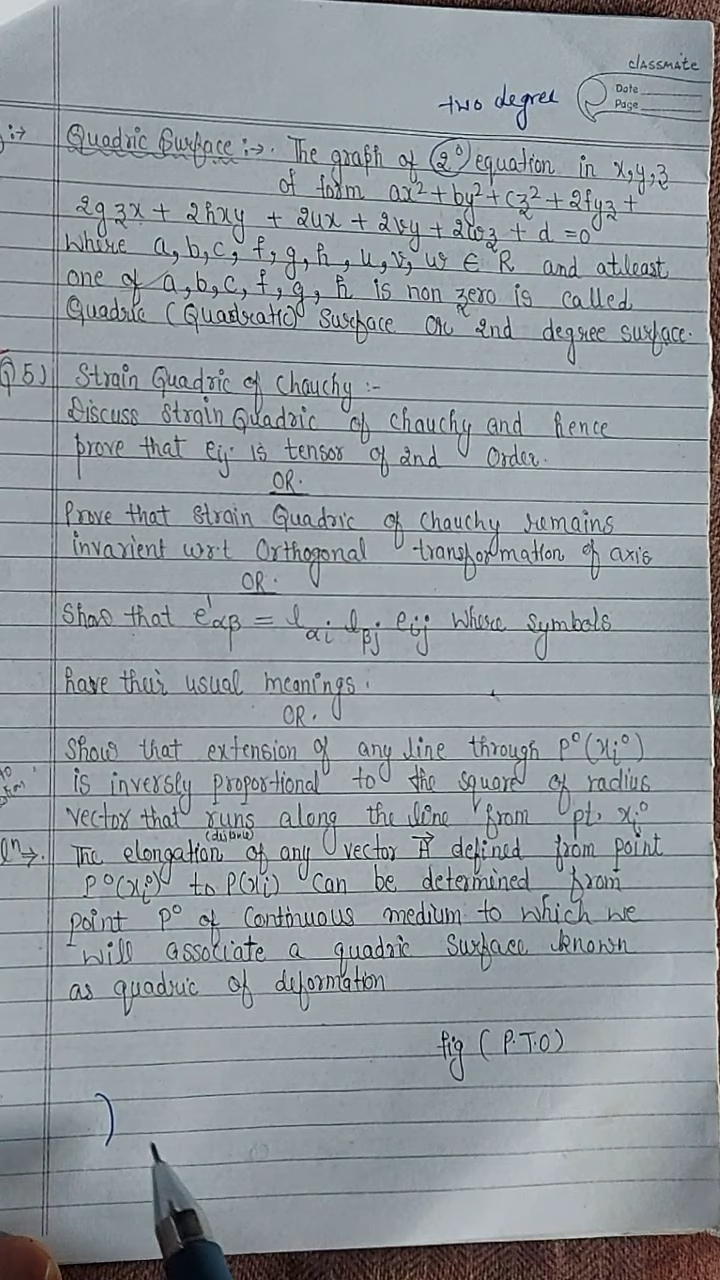 classmate
Date
Page
two degree
:→ Quadric Surface :→. The graph of 2° equation in x,y,z
of form ax² + by² + cz² + 2fyz +
2gzx + 2hxy + 2ux + 2vy + 2wz + d = 0
where a, b, c, f, g, h, u, v, w ∈ R and atleast
one of a, b, c, f, g, h is non zero is called
Quadric (Quadratic) Surface or 2nd degree surface.
Q5) Strain Quadric of Chauchy :-
Discuss Strain Quadric of Chauchy and hence
prove that eij is tensor of 2nd Order.
OR.
Prove that Strain Quadric of Chauchy remains
invarient w.r.t Orthogonal transformation of axis
OR.
Show that e'αβ = lαi lβj eij Where Symbols
have their usual meanings.
OR.
Show that extension of any line through P°(xi°)
is inversly proportional to the square of radius
vector that runs along the line from pt. xi°
(distance)
The elongation of any vector A⃗ defined from point
P°(xi°) to P(xi) can be determined from
point P° of Continuous medium to which we
will associate a quadric surface known
as quadric of deformation
fig (P.T.O)